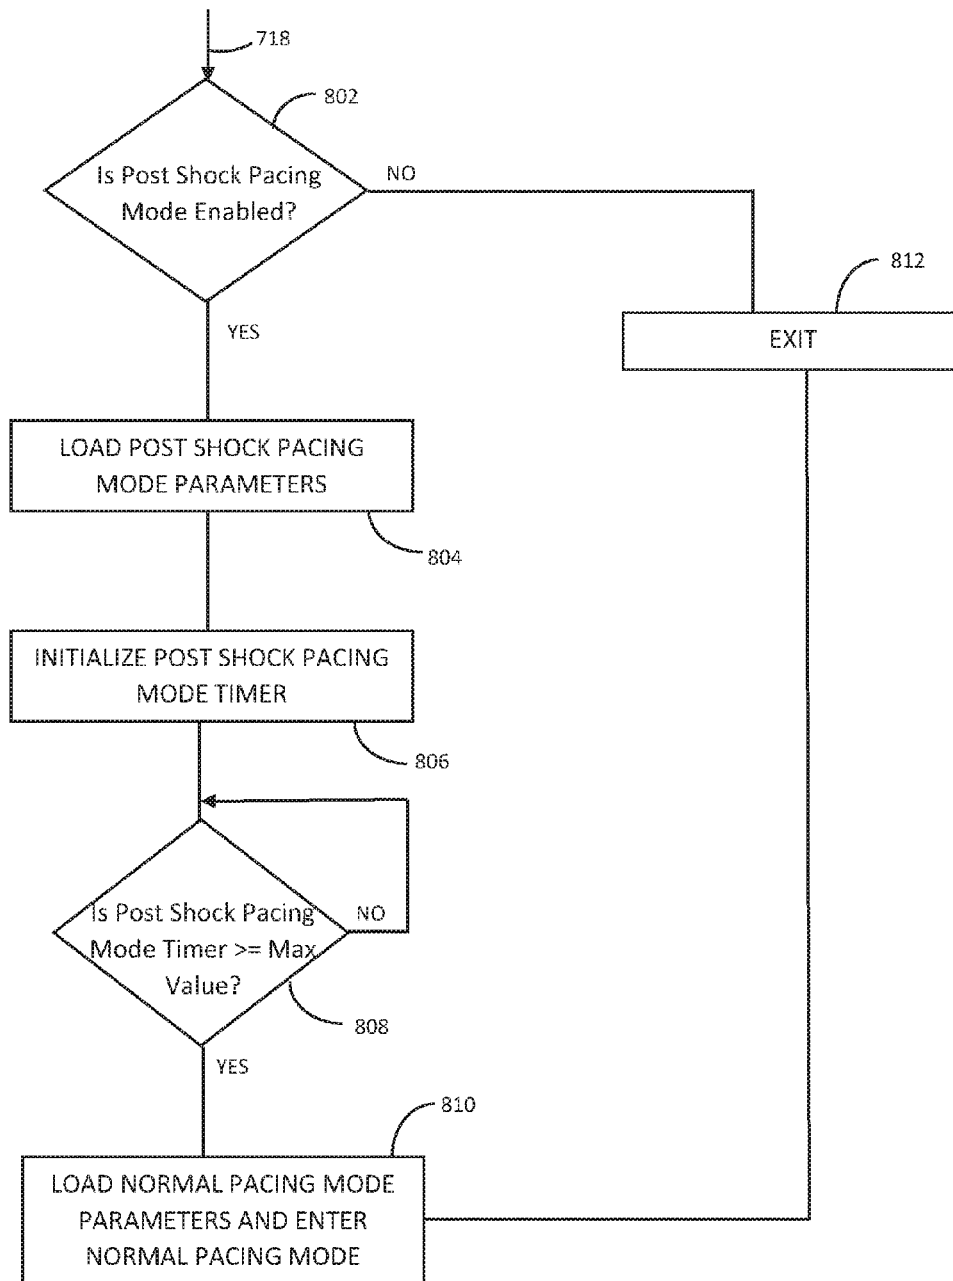 718
802
Is Post Shock Pacing
Mode Enabled?
NO
812
EXIT
YES
LOAD POST SHOCK PACING
MODE PARAMETERS
804
INITIALIZE POST SHOCK PACING
MODE TIMER
806
Is Post Shock Pacing
Mode Timer >= Max
Value?
NO
808
YES
810
LOAD NORMAL PACING MODE
PARAMETERS AND ENTER
NORMAL PACING MODE